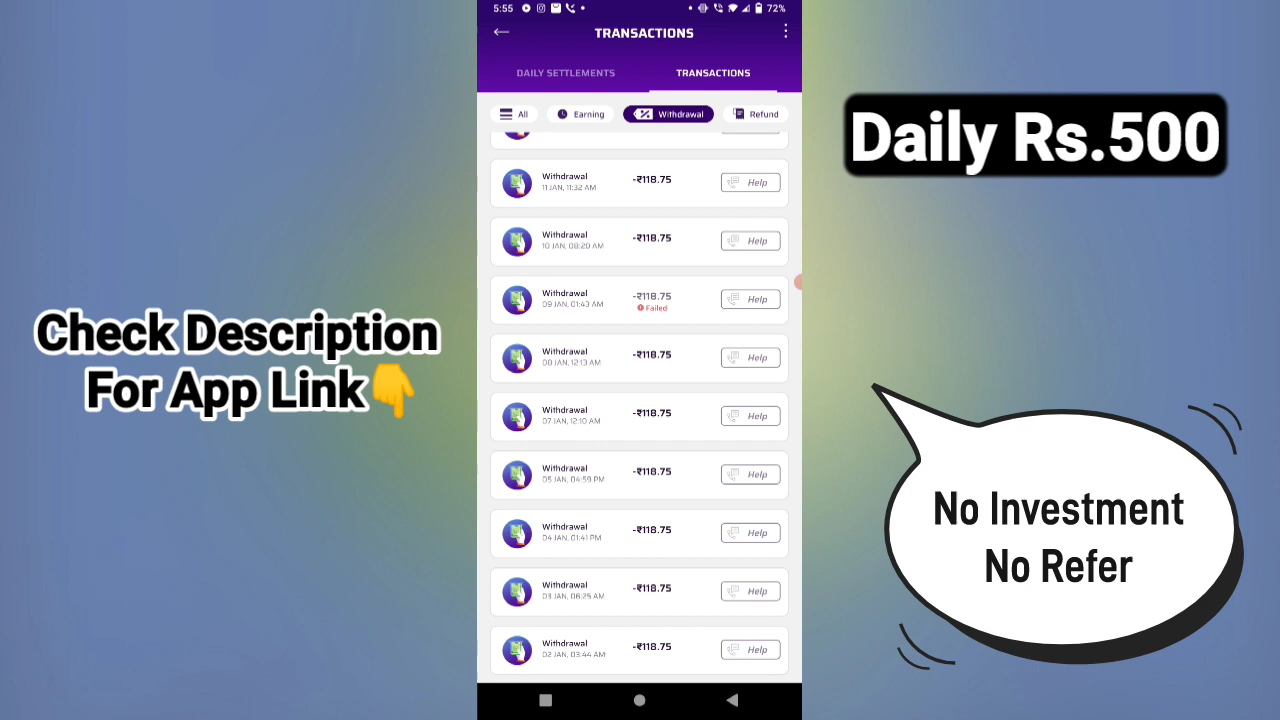 5:55
72%
TRANSACTIONS
DAILY SETTLEMENTS
TRANSACTIONS
All
Earning
Withdrawal
Refund
Withdrawal
-₹118.75
11 JAN, 11:32 AM
Help
Withdrawal
-₹118.75
10 JAN, 08:20 AM
Help
Withdrawal
-₹118.75
09 JAN, 01:43 AM
Failed
Help
Withdrawal
-₹118.75
08 JAN, 12:13 AM
Help
Withdrawal
-₹118.75
07 JAN, 12:10 AM
Help
Withdrawal
-₹118.75
05 JAN, 04:59 PM
Help
Withdrawal
-₹118.75
04 JAN, 01:41 PM
Help
Withdrawal
-₹118.75
03 JAN, 06:25 AM
Help
Withdrawal
-₹118.75
02 JAN, 03:44 AM
Help
Check Description
For App Link👇
Daily Rs.500
No Investment
No Refer